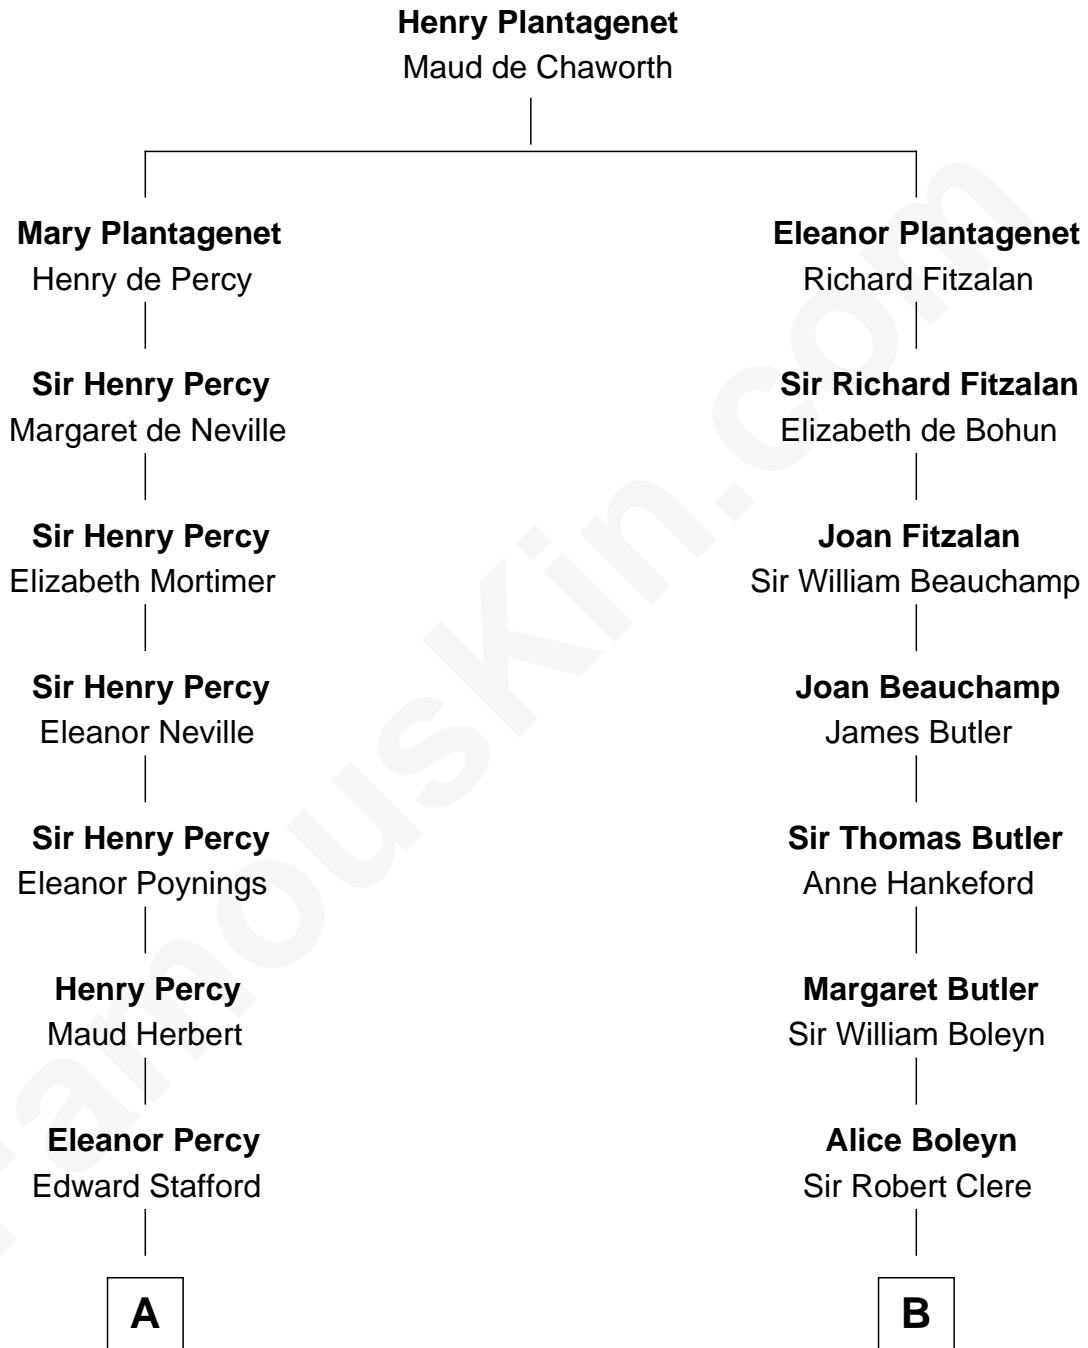 Henry Plantagenet
Maud de Chaworth
Mary Plantagenet
Henry de Percy
Eleanor Plantagenet
Richard Fitzalan
Sir Henry Percy
Margaret de Neville
Sir Richard Fitzalan
Elizabeth de Bohun
Sir Henry Percy
Elizabeth Mortimer
Joan Fitzalan
Sir William Beauchamp
Sir Henry Percy
Eleanor Neville
Joan Beauchamp
James Butler
Sir Henry Percy
Eleanor Poynings
Sir Thomas Butler
Anne Hankeford
Henry Percy
Maud Herbert
Margaret Butler
Sir William Boleyn
Eleanor Percy
Edward Stafford
Alice Boleyn
Sir Robert Clere
A
B
FamousKin.com